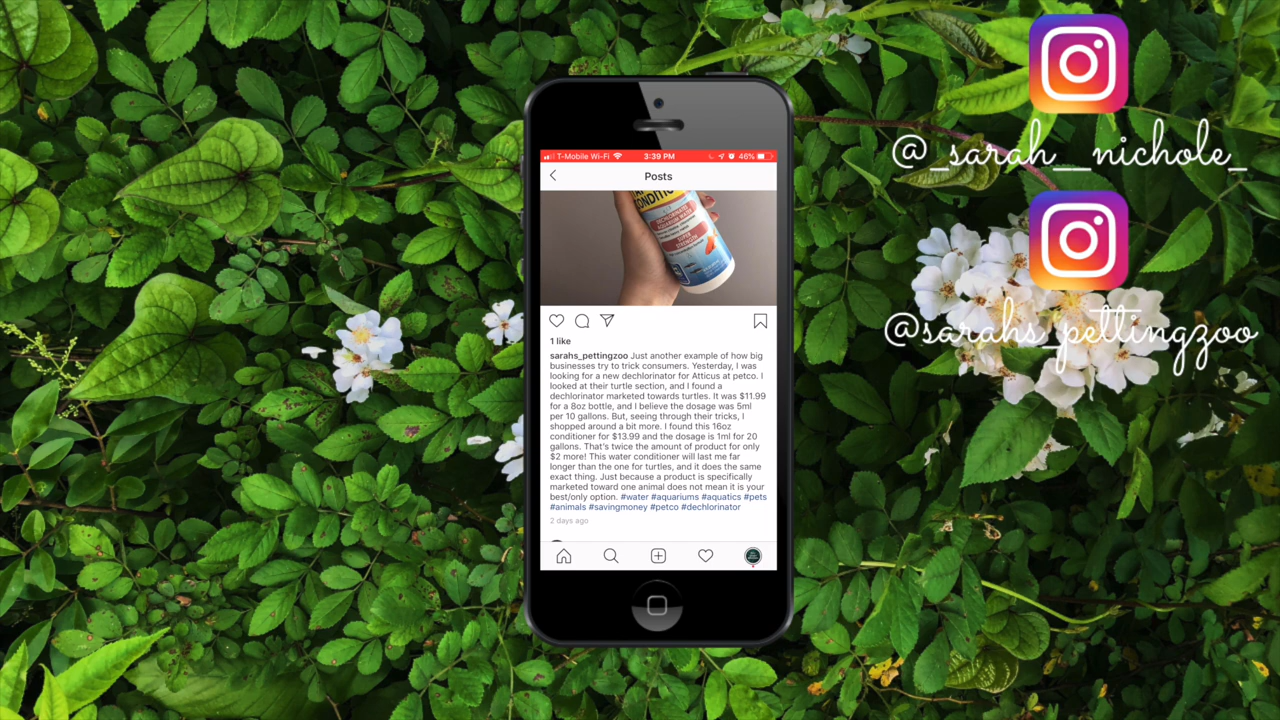 T-Mobile Wi-Fi
3:39 PM
46%
Posts
DECHLORINATES
AQUARIUM WATER
SUPER
STRENGTH
1 like
sarahs_pettingzoo Just another example of how big
businesses try to trick consumers. Yesterday, I was
looking for a new dechlorinator for Atticus at petco. I
looked at their turtle section, and I found a
dechlorinator marketed towards turtles. It was $11.99
for a 8oz bottle, and I believe the dosage was 5ml
per 10 gallons. But, seeing through their tricks, I
shopped around a bit more. I found this 16oz
conditioner for $13.99 and the dosage is 1ml for 20
gallons. That's twice the amount of product for only
$2 more! This water conditioner will last me far
longer than the one for turtles, and it does the same
exact thing. Just because a product is specifically
marketed toward one animal does not mean it is your
best/only option. #water #aquariums #aquatics #pets
#animals #savingmoney #petco #dechlorinator
2 days ago
@_sarah__nichole_
@sarahs_pettingzoo